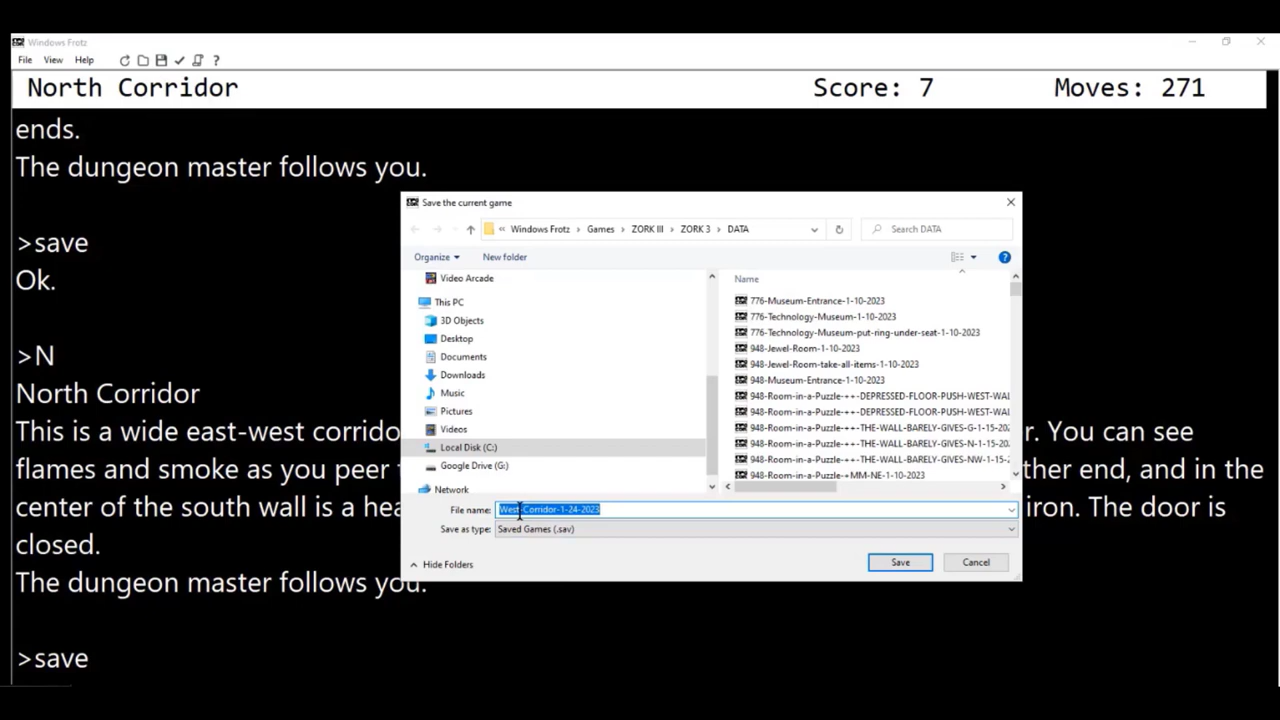 Windows Frotz
File View Help
North Corridor Score: 7 Moves: 271
ends.
The dungeon master follows you.
>save
Ok.
>N
North Corridor
This is a wide east-west corrido r. You can see
flames and smoke as you peer ther end, and in the
center of the south wall is a hea iron. The door is
closed.
The dungeon master follows you.
>save
Save the current game
« Windows Frotz > Games > ZORK III > ZORK 3 > DATA
Search DATA
Organize New folder
Video Arcade
This PC
3D Objects
Desktop
Documents
Downloads
Music
Pictures
Videos
Local Disk (C:)
Google Drive (G:)
Network
Name
776-Museum-Entrance-1-10-2023
776-Technology-Museum-1-10-2023
776-Technology-Museum-put-ring-under-seat-1-10-2023
948-Jewel-Room-1-10-2023
948-Jewel-Room-take-all-items-1-10-2023
948-Museum-Entrance-1-10-2023
948-Room-in-a-Puzzle-++-DEPRESSED-FLOOR-PUSH-WEST-WAL
948-Room-in-a-Puzzle-++-DEPRESSED-FLOOR-PUSH-WEST-WAL
948-Room-in-a-Puzzle-++-THE-WALL-BARELY-GIVES-G-1-15-202
948-Room-in-a-Puzzle-++-THE-WALL-BARELY-GIVES-N-1-15-202
948-Room-in-a-Puzzle-++-THE-WALL-BARELY-GIVES-NW-1-15-2
948-Room-in-a-Puzzle-+MM-NE-1-10-2023
File name: West-Corridor-1-24-2023
Save as type: Saved Games (.sav)
Hide Folders
Save
Cancel